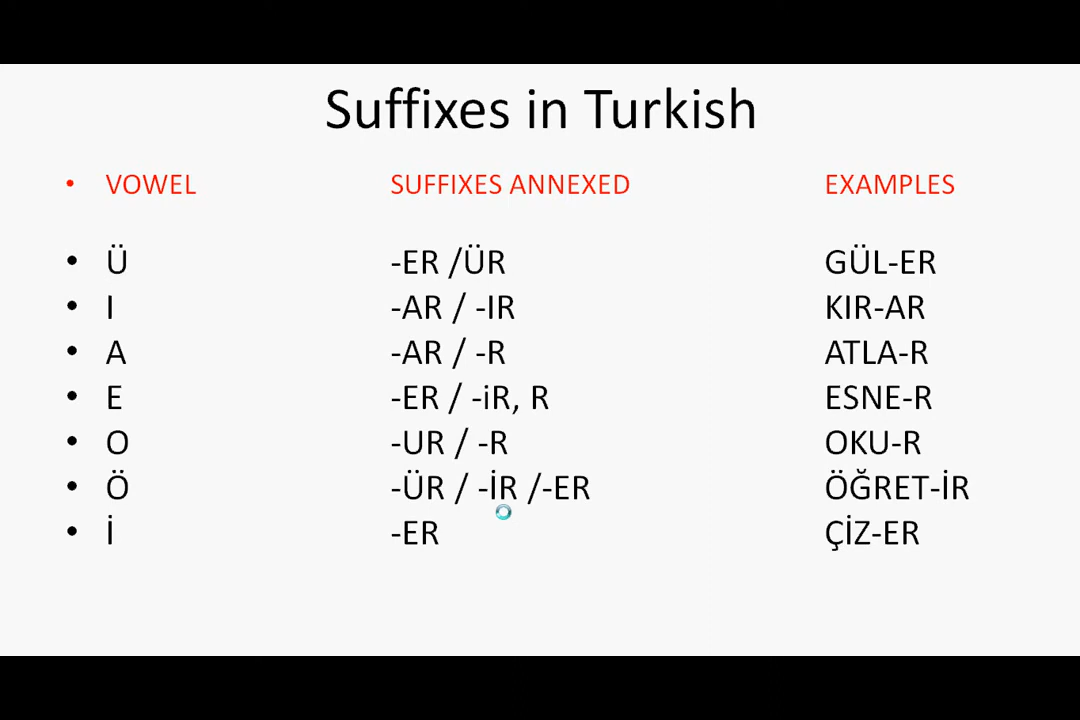 Suffixes in Turkish
• VOWEL SUFFIXES ANNEXED EXAMPLES
• Ü -ER /ÜR GÜL-ER
• I -AR / -IR KIR-AR
• A -AR / -R ATLA-R
• E -ER / -iR, R ESNE-R
• O -UR / -R OKU-R
• Ö -ÜR / -İR /-ER ÖĞRET-İR
• İ -ER ÇİZ-ER